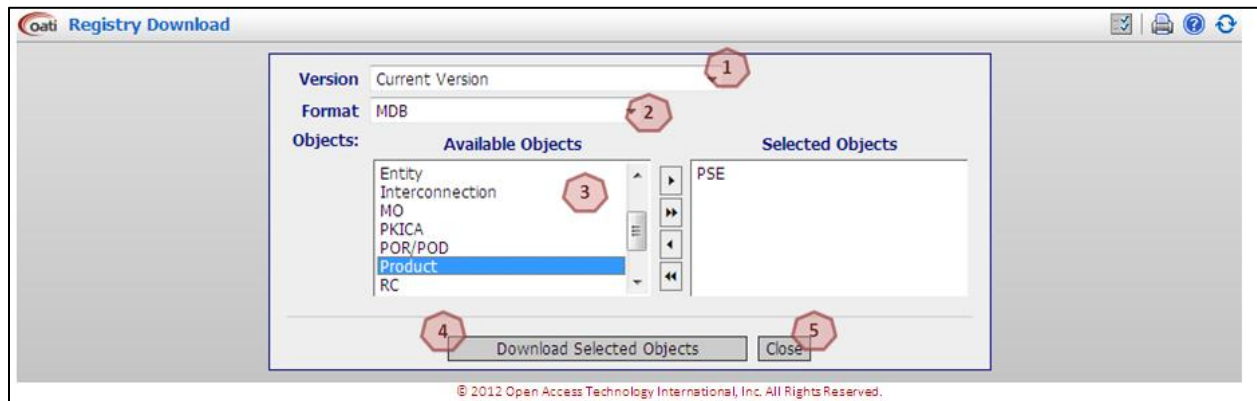 Oati Registry Download
Version Current Version
1
Format MDB
2
Objects:
Available Objects
Selected Objects
Entity
Interconnection
MO
PKICA
POR/POD
Product
RC
3
PSE
4
Download Selected Objects
Close
5
© 2012 Open Access Technology International, Inc. All Rights Reserved.